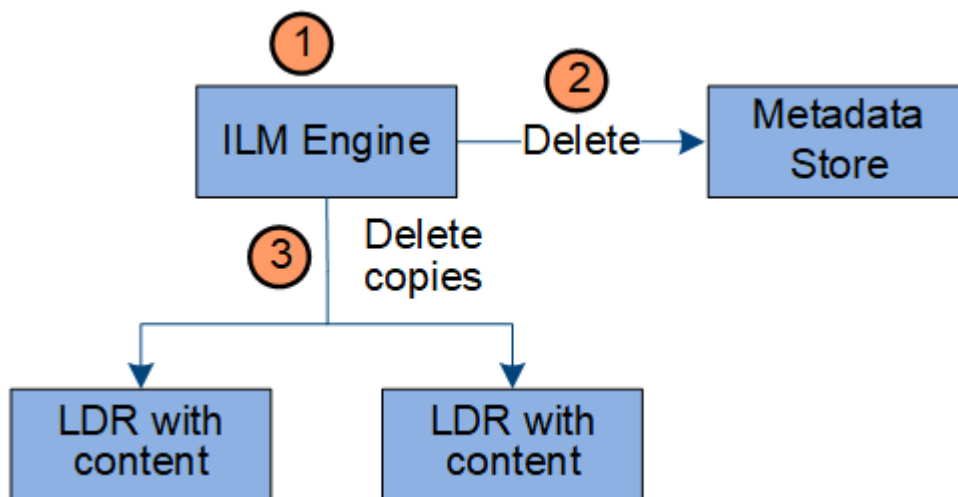 1
2
ILM Engine
Delete
Metadata
Store
3
Delete
copies
LDR with
content
LDR with
content